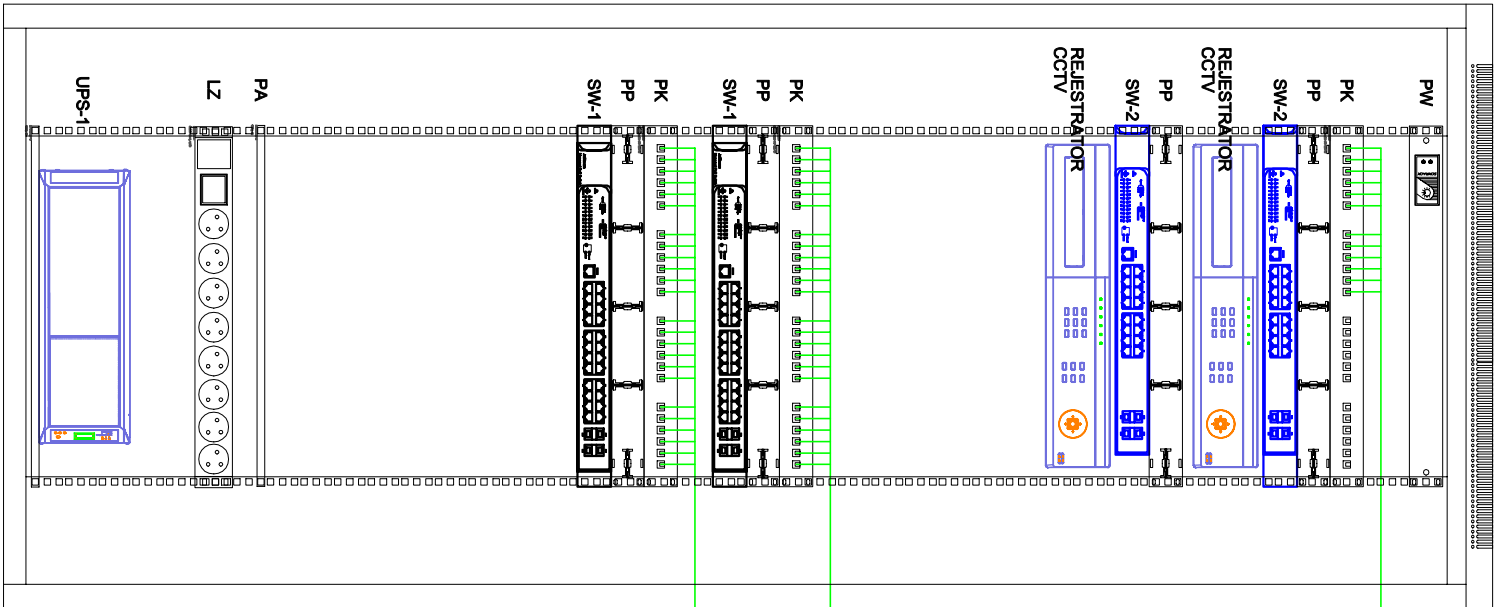 UPS-1
LZ
PA
SW-1
PP
PK
SW-1
PP
PK
REJESTRATOR
CCTV
SW-2
PP
REJESTRATOR
CCTV
SW-2
PP
PK
PW